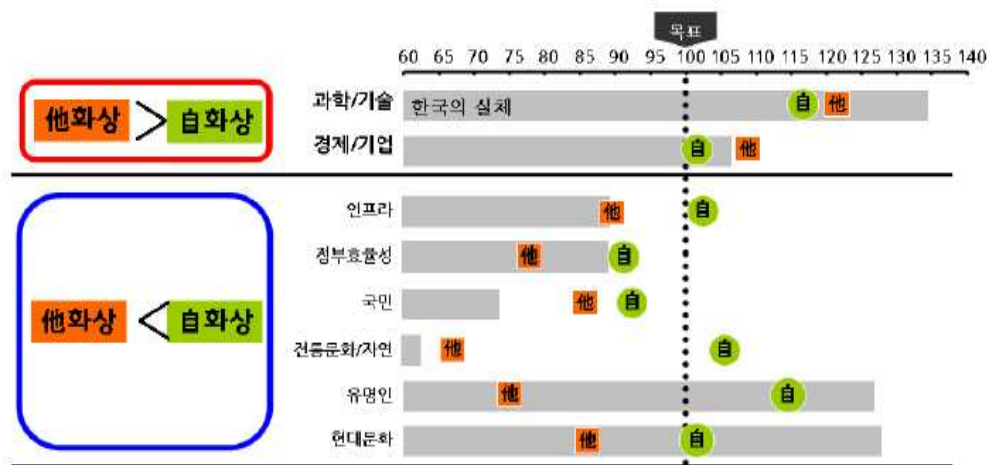 목표
60 65 70 75 80 85 90 95 100 105 110 115 120 125 130 135 140
他화상 > 自화상
과학/기술 한국의 실체 自 他
경제/기업 自 他
인프라 他 自
정부효율성 他 自
국민 他 自
他화상 < 自화상
전통문화/자연 他 自
유명인 他 自
현대문화 他 自